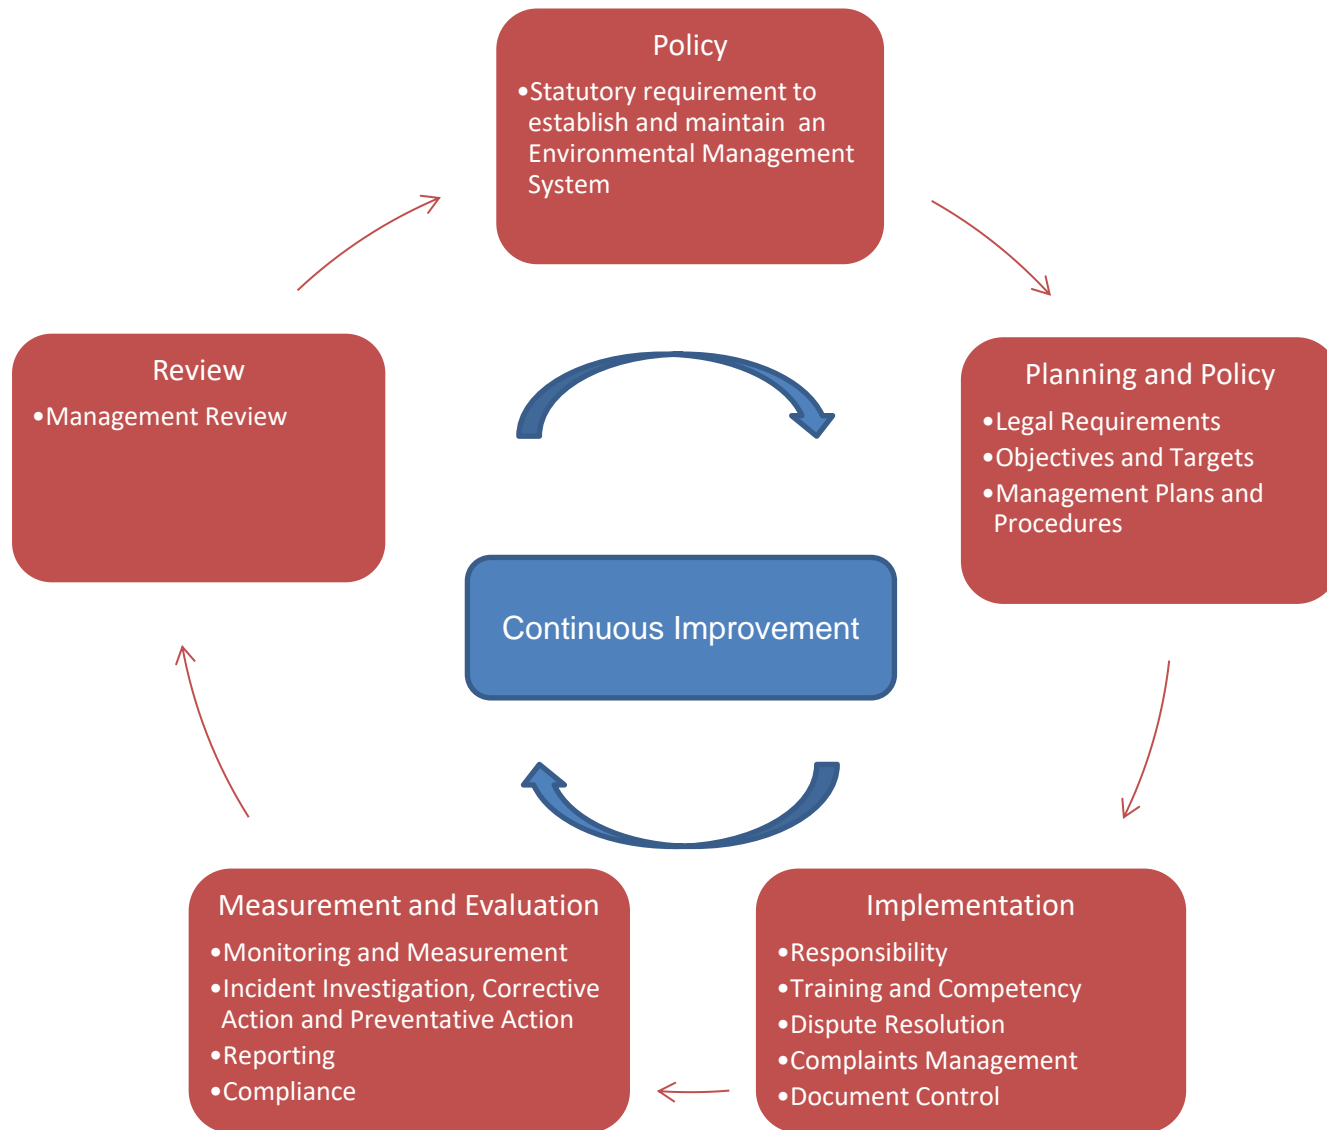 Policy
•Statutory requirement to
establish and maintain  an
Environmental Management
System
Review
•Management Review
Planning and Policy
•Legal Requirements
•Objectives and Targets
•Management Plans and
Procedures
Continuous Improvement
Measurement and Evaluation
•Monitoring and Measurement
•Incident Investigation, Corrective
Action and Preventative Action
•Reporting
•Compliance
Implementation
•Responsibility
•Training and Competency
•Dispute Resolution
•Complaints Management
•Document Control